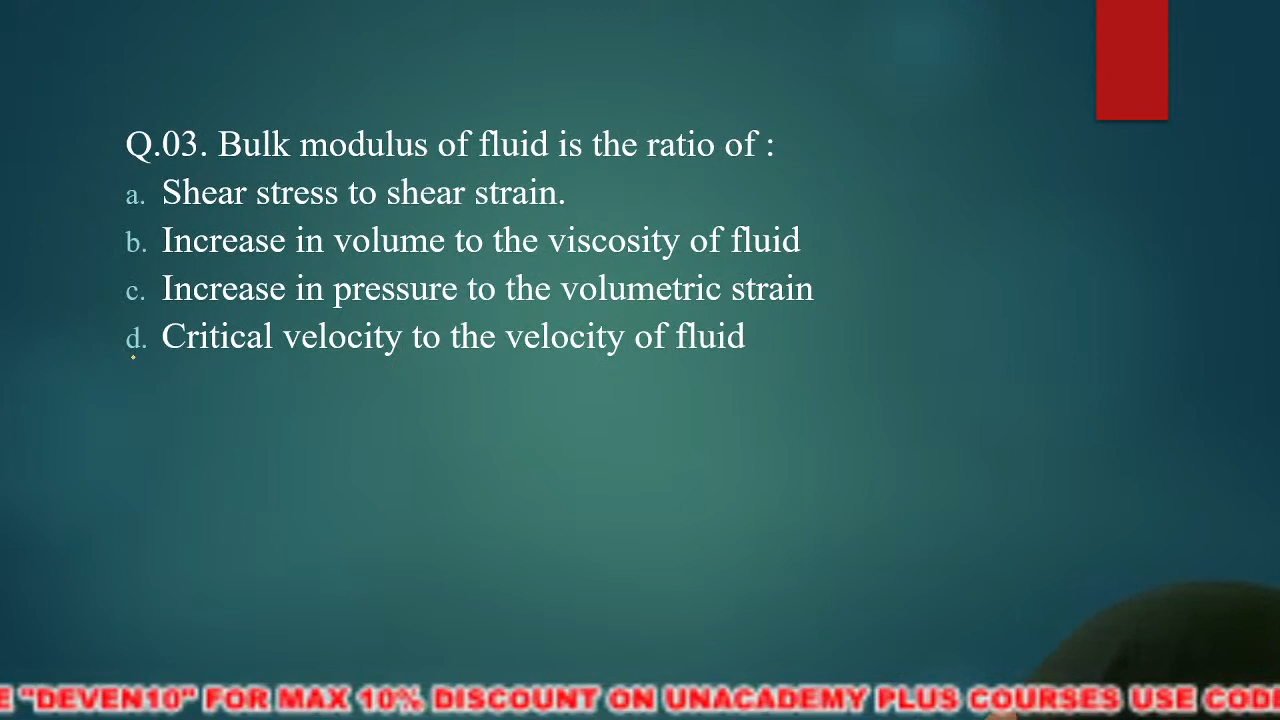 Q.03. Bulk modulus of fluid is the ratio of :
a. Shear stress to shear strain.
b. Increase in volume to the viscosity of fluid
c. Increase in pressure to the volumetric strain
d. Critical velocity to the velocity of fluid
E "DEVEN10" FOR MAX 10% DISCOUNT ON UNACADEMY PLUS COURSES USE CODE